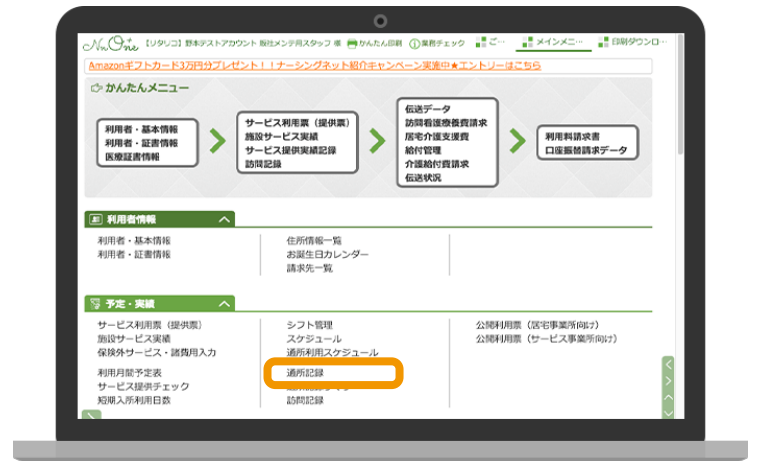 Nn One 【リタリコ】野本テストアカウント 販社メンテ用スタッフ 様 かんたん印刷 業務チェック ご… メインメニ… 印刷ダウンロ…
Amazonギフトカード3万円分プレゼント！！ナーシングネット紹介キャンペーン実施中★エントリーはこちら
かんたんメニュー
利用者・基本情報
利用者・証書情報
医療証書情報
サービス利用票（提供票）
施設サービス実績
サービス提供実績記録
訪問記録
伝送データ
訪問看護療養費請求
居宅介護支援費
給付管理
介護給付費請求
伝送状況
利用料請求書
口座振替請求データ
利用者情報
利用者・基本情報
利用者・証書情報
住所情報一覧
お誕生日カレンダー
請求先一覧
予定・実績
サービス利用票（提供票）
施設サービス実績
保険外サービス・諸費用入力
利用月間予定表
サービス提供チェック
短期入所利用日数
シフト管理
スケジュール
通所利用スケジュール
通所記録
訪問記録
公開利用票（居宅事業所向け）
公開利用票（サービス事業所向け）